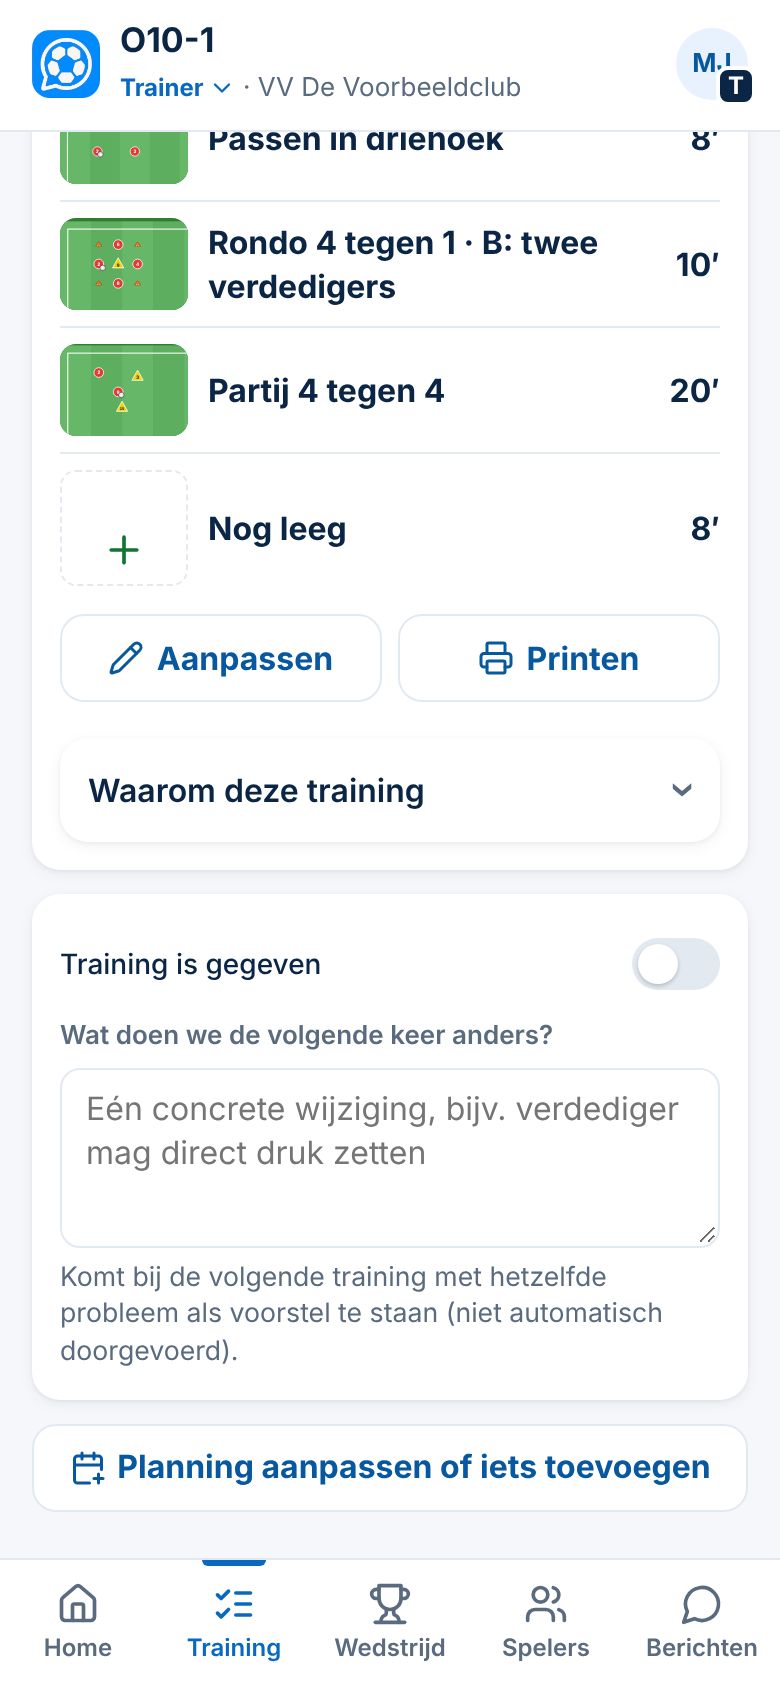 O10-1
Trainer · VV De Voorbeeldclub
T
Passen in driehoek
8′
Rondo 4 tegen 1 · B: twee
verdedigers
10′
Partij 4 tegen 4
20′
Nog leeg
8′
Aanpassen
Printen
Waarom deze training
Training is gegeven
Wat doen we de volgende keer anders?
Eén concrete wijziging, bijv. verdediger
mag direct druk zetten
Komt bij de volgende training met hetzelfde
probleem als voorstel te staan (niet automatisch
doorgevoerd).
Planning aanpassen of iets toevoegen
Home
Training
Wedstrijd
Spelers
Berichten